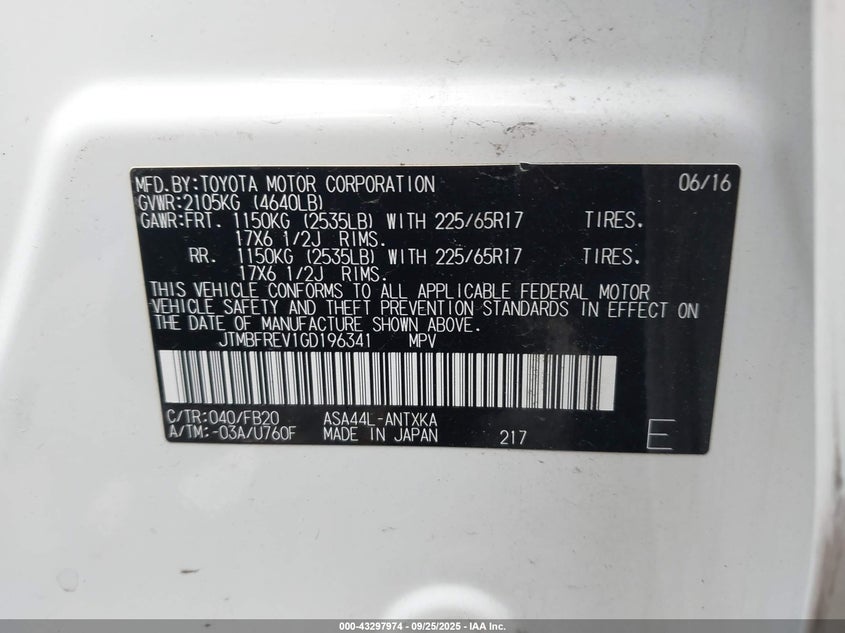 MFD.BY:TOYOTA MOTOR CORPORATION 06/16
GVWR:2105KG (4640LB)
GAWR:FRT. 1150KG (2535LB) WITH 225/65R17 TIRES.
17X6 1/2J RIMS.
RR. 1150KG (2535LB) WITH 225/65R17 TIRES.
17X6 1/2J RIMS.
THIS VEHICLE CONFORMS TO ALL APPLICABLE FEDERAL MOTOR
VEHICLE SAFETY AND THEFT PREVENTION STANDARDS IN EFFECT ON
THE DATE OF MANUFACTURE SHOWN ABOVE.
JTMBFREV1GD196341 MPV
C/TR:040/FB20 ASA44L-ANTXKA
A/TM:-03A/U760F MADE IN JAPAN 217 E
000-43297974 - 09/25/2025 - IAA Inc.